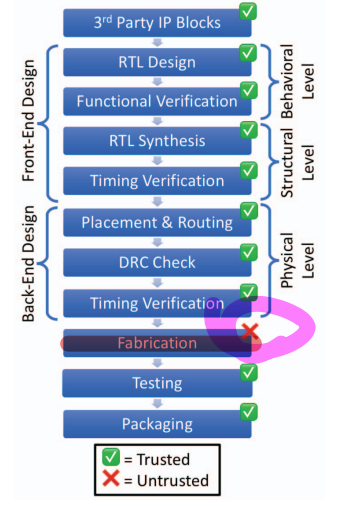 3rd Party IP Blocks
RTL Design
Functional Verification
RTL Synthesis
Timing Verification
Placement & Routing
DRC Check
Timing Verification
Fabrication
Testing
Packaging
Front-End Design
Back-End Design
Behavioral
Level
Structural
Level
Physical
Level
= Trusted
= Untrusted